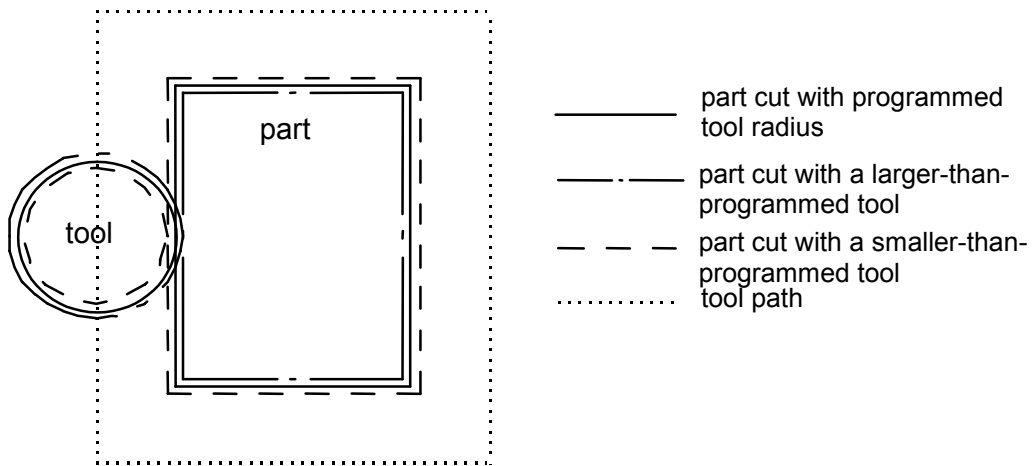 part
tool
part cut with programmed
tool radius
part cut with a larger-than-
programmed tool
part cut with a smaller-than-
programmed tool
tool path